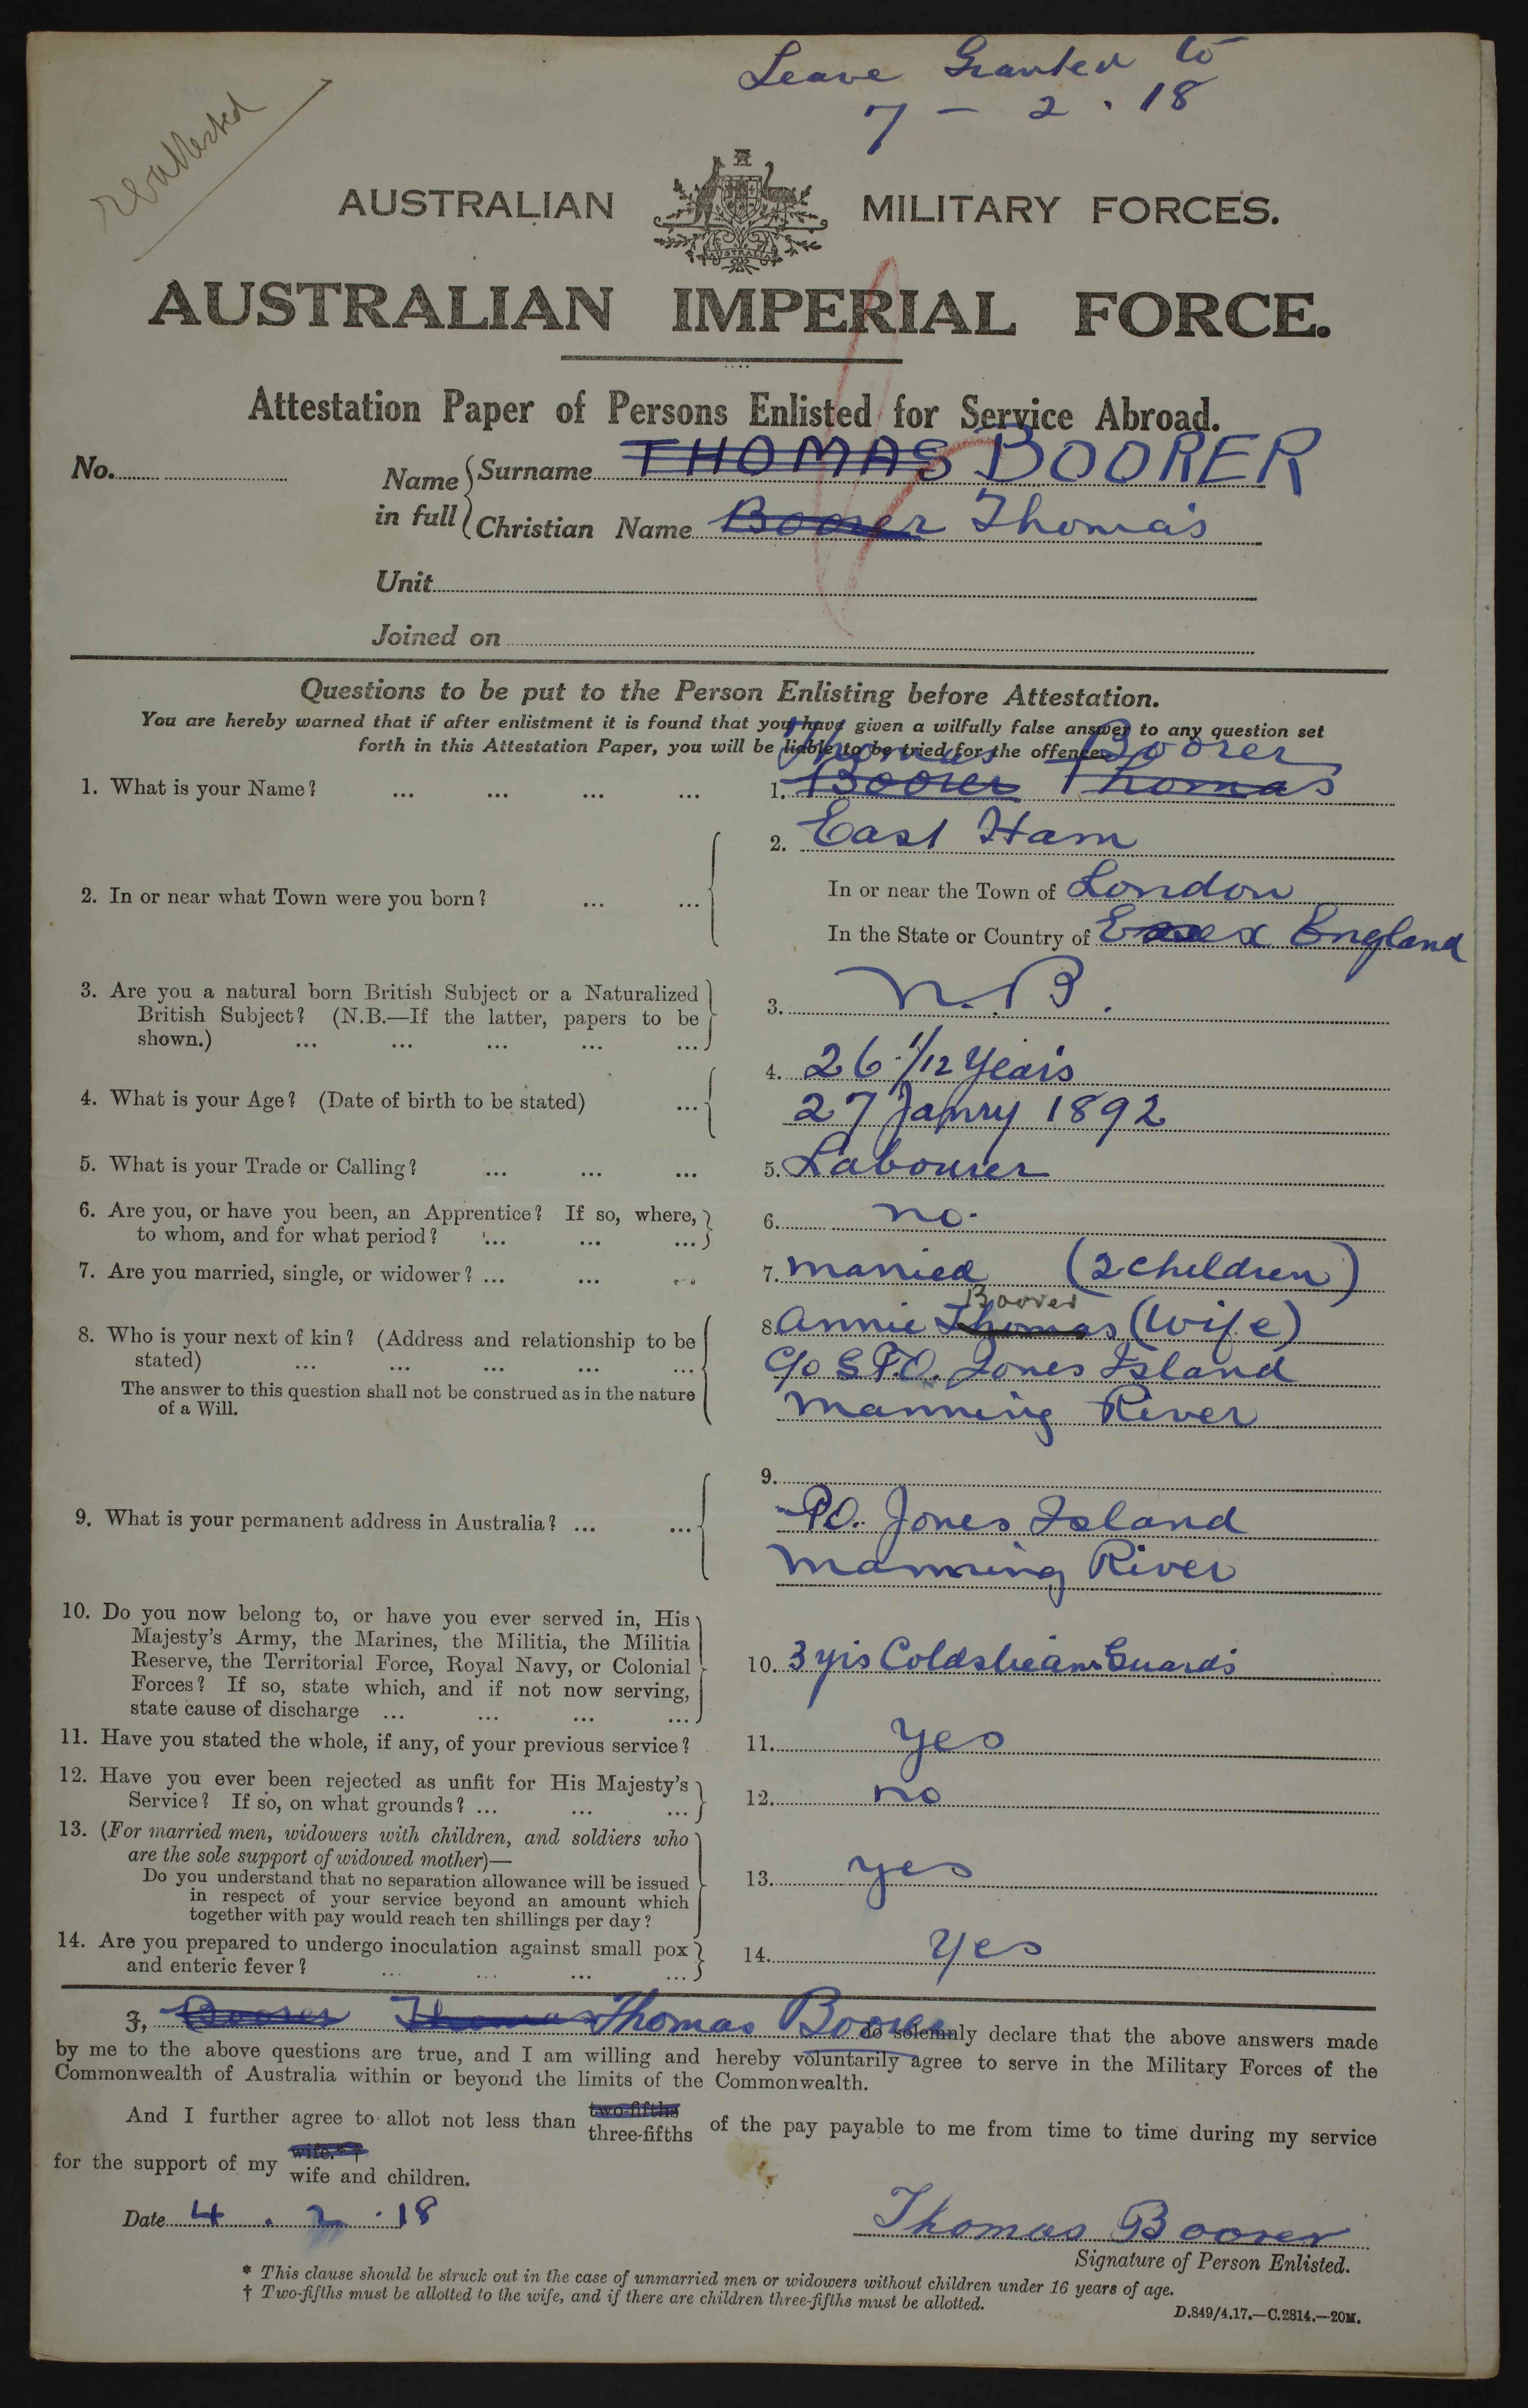 Leave Granted to
7 - 2 . 18
reattested
AUSTRALIAN MILITARY FORCES.
AUSTRALIA
AUSTRALIAN IMPERIAL FORCE.
Attestation Paper of Persons Enlisted for Service Abroad.
No. Name in full Surname THOMAS BOORER
Christian Name Boorer Thomas
Unit
Joined on
Questions to be put to the Person Enlisting before Attestation.
You are hereby warned that if after enlistment it is found that you have given a wilfully false answer to any question set
forth in this Attestation Paper, you will be liable to be tried for the offence.
Thomas Boorer
1. What is your Name? ... ... ... ... 1. Boorer Thomas
2. In or near what Town were you born? ... ... 2. East Ham
In or near the Town of London
In the State or Country of Essex England
3. Are you a natural born British Subject or a Naturalized
British Subject? (N.B.—If the latter, papers to be
shown.) ... ... ... ... ... 3. N.B.
4. What is your Age? (Date of birth to be stated) ... 4. 26 1/12 Years
27 Janry 1892
5. What is your Trade or Calling? ... ... ... 5. Labourer
6. Are you, or have you been, an Apprentice? If so, where,
to whom, and for what period? ... ... ... 6. no.
7. Are you married, single, or widower? ... ... ... 7. Married (2 children)
Boorer
8. Who is your next of kin? (Address and relationship to be
stated) ... ... ... ... ... 8. Annie Thomas (Wife)
The answer to this question shall not be construed as in the nature
of a Will.
C/o G P.O. Jones Island
Manning River
9. What is your permanent address in Australia? ... ... 9.
P.O. Jones Island
Manning River
10. Do you now belong to, or have you ever served in, His
Majesty's Army, the Marines, the Militia, the Militia
Reserve, the Territorial Force, Royal Navy, or Colonial
Forces? If so, state which, and if not now serving,
state cause of discharge ... ... ... ... 10. 3 yrs Coldstream Guards
11. Have you stated the whole, if any, of your previous service? 11. yes
12. Have you ever been rejected as unfit for His Majesty's
Service? If so, on what grounds? ... ... ... 12. no
13. (For married men, widowers with children, and soldiers who
are the sole support of widowed mother)—
Do you understand that no separation allowance will be issued
in respect of your service beyond an amount which
together with pay would reach ten shillings per day? 13. yes
14. Are you prepared to undergo inoculation against small pox
and enteric fever? ... ... ... ... 14. Yes
I, Boorer Thomas Thomas Boorer do solemnly declare that the above answers made
by me to the above questions are true, and I am willing and hereby voluntarily agree to serve in the Military Forces of the
Commonwealth of Australia within or beyond the limits of the Commonwealth.
And I further agree to allot not less than two-fifths three-fifths of the pay payable to me from time to time during my service
for the support of my wife.*† wife and children.
Date 4 . 2 . 18
Thomas Boorer
Signature of Person Enlisted.
* This clause should be struck out in the case of unmarried men or widowers without children under 16 years of age.
† Two-fifths must be allotted to the wife, and if there are children three-fifths must be allotted.
D.849/4.17.—C.2814.—20M.